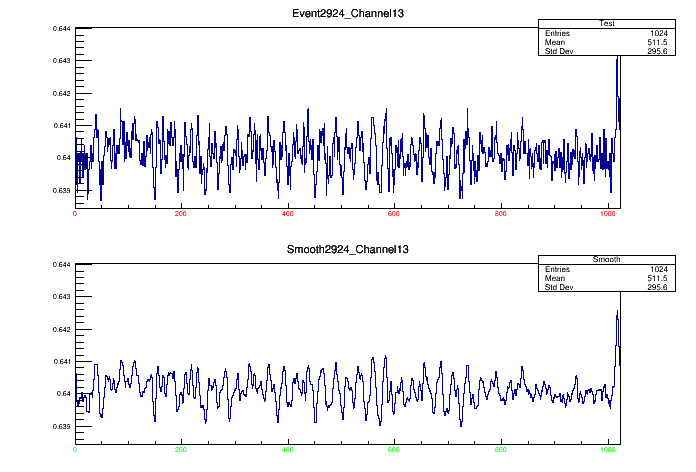 Event2924_Channel13
Test
Entries 1024
Mean 511.5
Std Dev 295.6
0.644
0.643
0.642
0.641
0.64
0.639
0 200 400 600 800 1000
Smooth2924_Channel13
Smooth
Entries 1024
Mean 511.5
Std Dev 295.6
0.644
0.643
0.642
0.641
0.64
0.639
0 200 400 600 800 1000